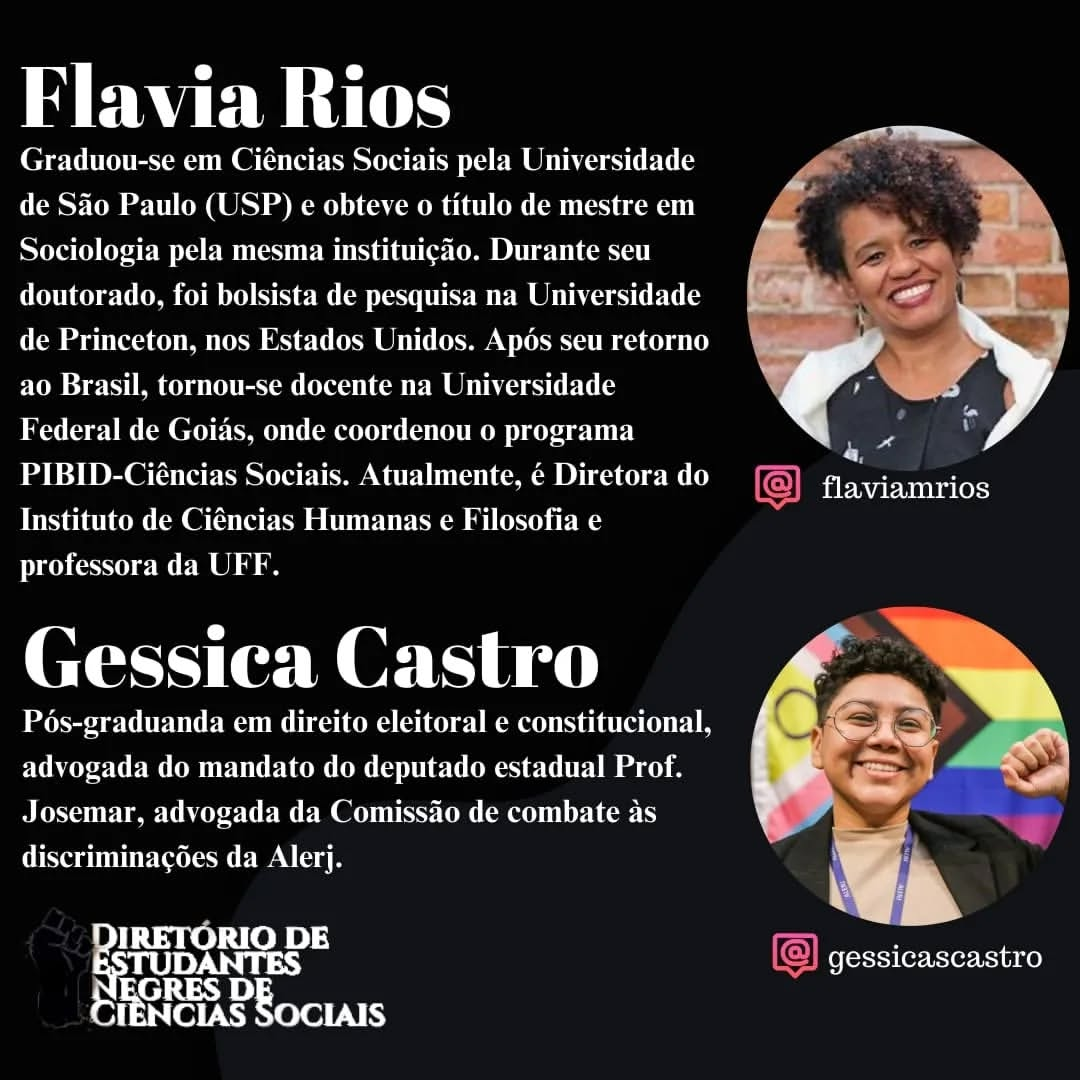 Flavia Rios
Graduou-se em Ciências Sociais pela Universidade
de São Paulo (USP) e obteve o título de mestre em
Sociologia pela mesma instituição. Durante seu
doutorado, foi bolsista de pesquisa na Universidade
de Princeton, nos Estados Unidos. Após seu retorno
ao Brasil, tornou-se docente na Universidade
Federal de Goiás, onde coordenou o programa
PIBID-Ciências Sociais. Atualmente, é Diretora do
Instituto de Ciências Humanas e Filosofia e
professora da UFF.
@ flaviamrios
Gessica Castro
Pós-graduanda em direito eleitoral e constitucional,
advogada do mandato do deputado estadual Prof.
Josemar, advogada da Comissão de combate às
discriminações da Alerj.
ALERJ
ALERJ
@ gessicascastro
DIRETÓRIO DE
ESTUDANTES
NEGRES DE
CIÊNCIAS SOCIAIS